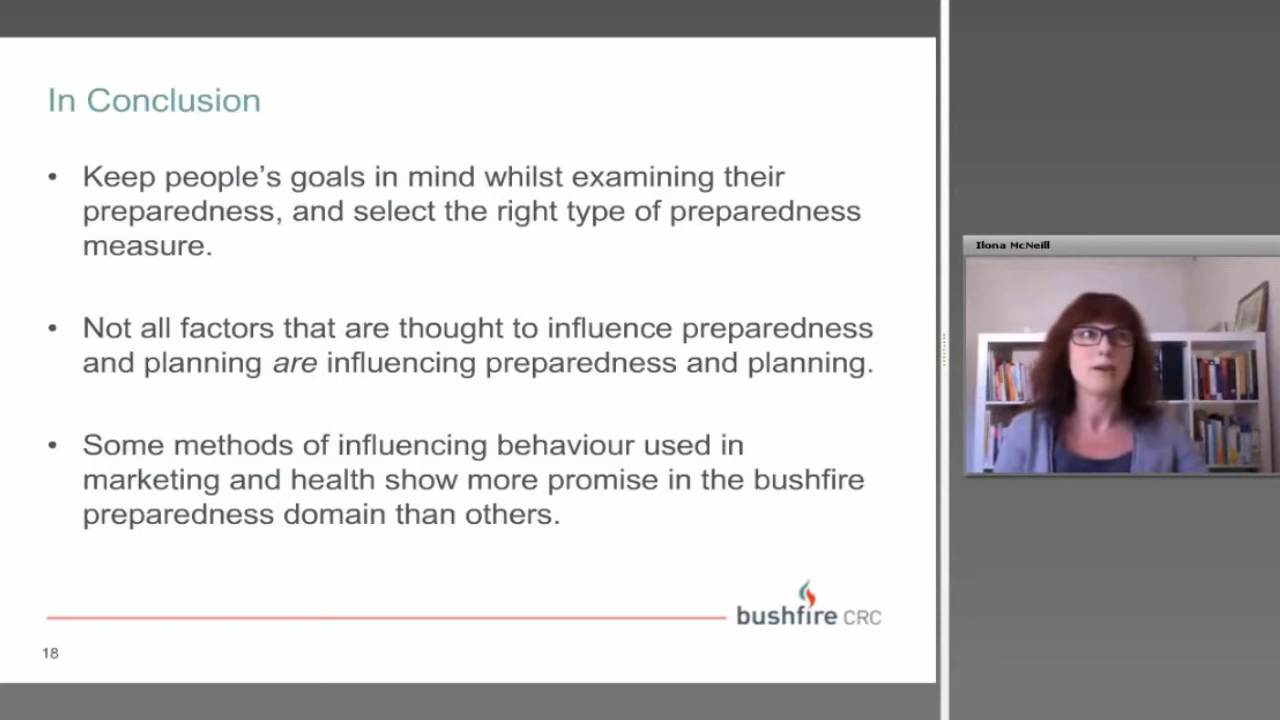 In Conclusion
• Keep people’s goals in mind whilst examining their
preparedness, and select the right type of preparedness
measure.
• Not all factors that are thought to influence preparedness
and planning are influencing preparedness and planning.
• Some methods of influencing behaviour used in
marketing and health show more promise in the bushfire
preparedness domain than others.
bushfire CRC
18
Ilona McNeill